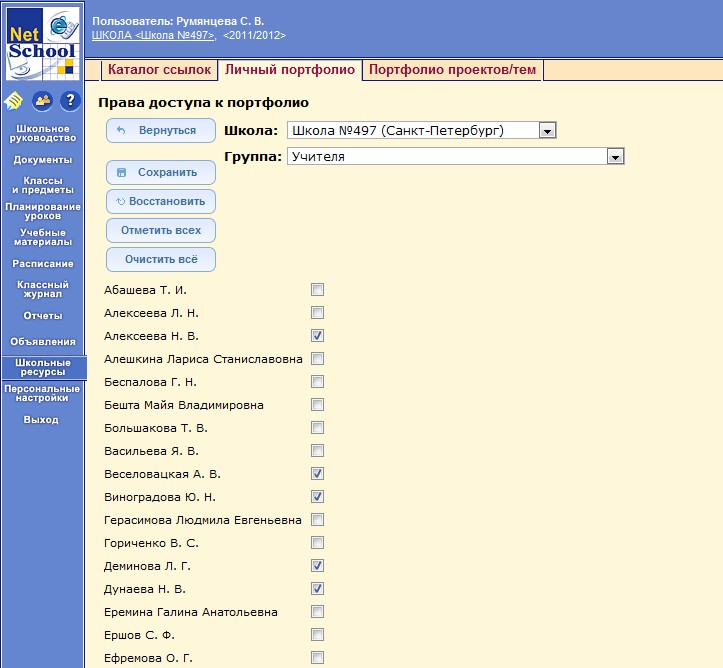 Net School
Пользователь: Румянцева С. В.
ШКОЛА <Школа №497>, <2011/2012>
Каталог ссылок Личный портфолио Портфолио проектов/тем
?
Школьное
руководство
Документы
Классы
и предметы
Планирование
уроков
Учебные
материалы
Расписание
Классный
журнал
Отчеты
Объявления
Школьные
ресурсы
Персональные
настройки
Выход
Права доступа к портфолио
Вернуться
Школа: Школа №497 (Санкт-Петербург)
Группа: Учителя
Сохранить
Восстановить
Отметить всех
Очистить всё
Абашева Т. И.
Алексеева Л. Н.
Алексеева Н. В.
Алешкина Лариса Станиславовна
Беспалова Г. Н.
Бешта Майя Владимировна
Большакова Т. В.
Васильева Я. В.
Веселовацкая А. В.
Виноградова Ю. Н.
Герасимова Людмила Евгеньевна
Гориченко В. С.
Деминова Л. Г.
Дунаева Н. В.
Еремина Галина Анатольевна
Ершов С. Ф.
Ефремова О. Г.